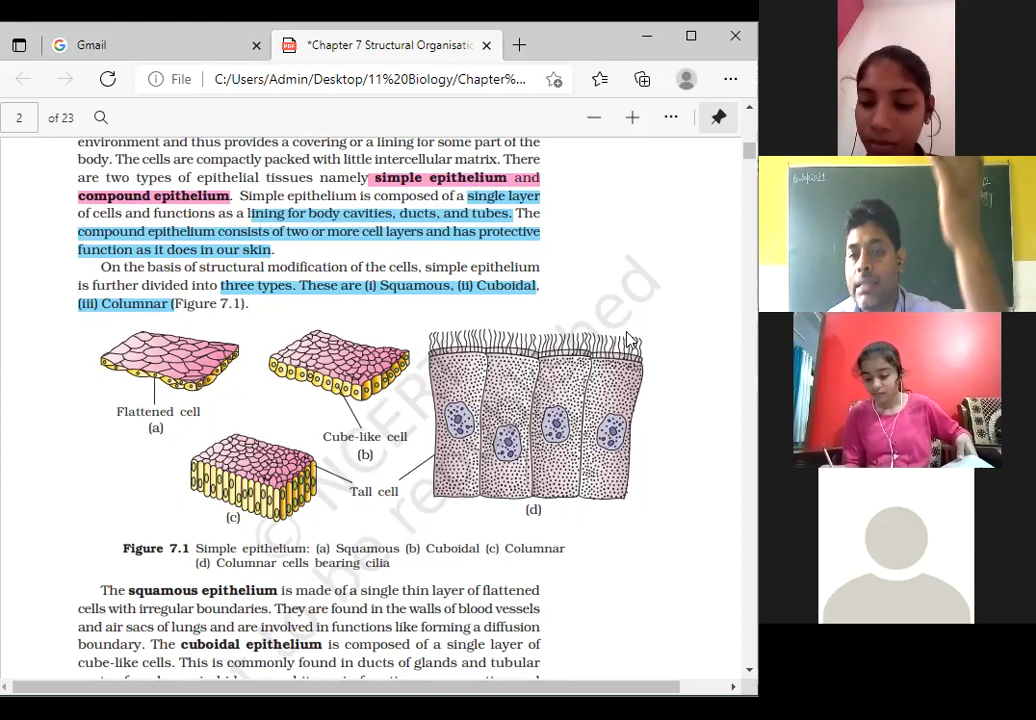 Gmail
*Chapter 7 Structural Organisatio
File
C:/Users/Admin/Desktop/11%20Biology/Chapter%...
2 of 23
environment and thus provides a covering or a lining for some part of the
body. The cells are compactly packed with little intercellular matrix. There
are two types of epithelial tissues namely simple epithelium and
compound epithelium. Simple epithelium is composed of a single layer
of cells and functions as a lining for body cavities, ducts, and tubes. The
compound epithelium consists of two or more cell layers and has protective
function as it does in our skin.
On the basis of structural modification of the cells, simple epithelium
is further divided into three types. These are (i) Squamous, (ii) Cuboidal,
(iii) Columnar (Figure 7.1).
Flattened cell
(a)
Cube-like cell
(b)
Tall cell
(c)
(d)
Figure 7.1 Simple epithelium: (a) Squamous (b) Cuboidal (c) Columnar
(d) Columnar cells bearing cilia
The squamous epithelium is made of a single thin layer of flattened
cells with irregular boundaries. They are found in the walls of blood vessels
and air sacs of lungs and are involved in functions like forming a diffusion
boundary. The cuboidal epithelium is composed of a single layer of
cube-like cells. This is commonly found in ducts of glands and tubular
© NCERT